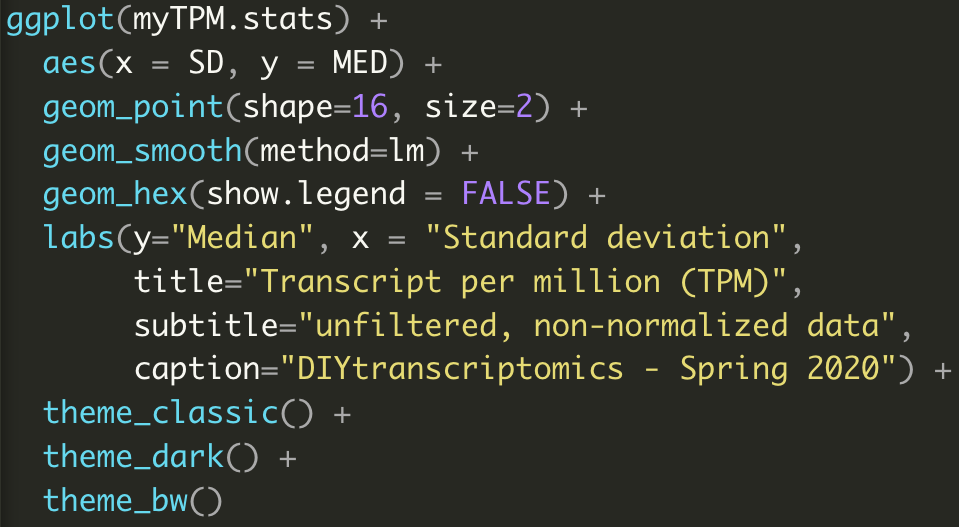 ggplot(myTPM.stats) +
  aes(x = SD, y = MED) +
  geom_point(shape=16, size=2) +
  geom_smooth(method=lm) +
  geom_hex(show.legend = FALSE) +
  labs(y="Median", x = "Standard deviation",
       title="Transcript per million (TPM)",
       subtitle="unfiltered, non-normalized data",
       caption="DIYtranscriptomics - Spring 2020") +
  theme_classic() +
  theme_dark() +
  theme_bw()